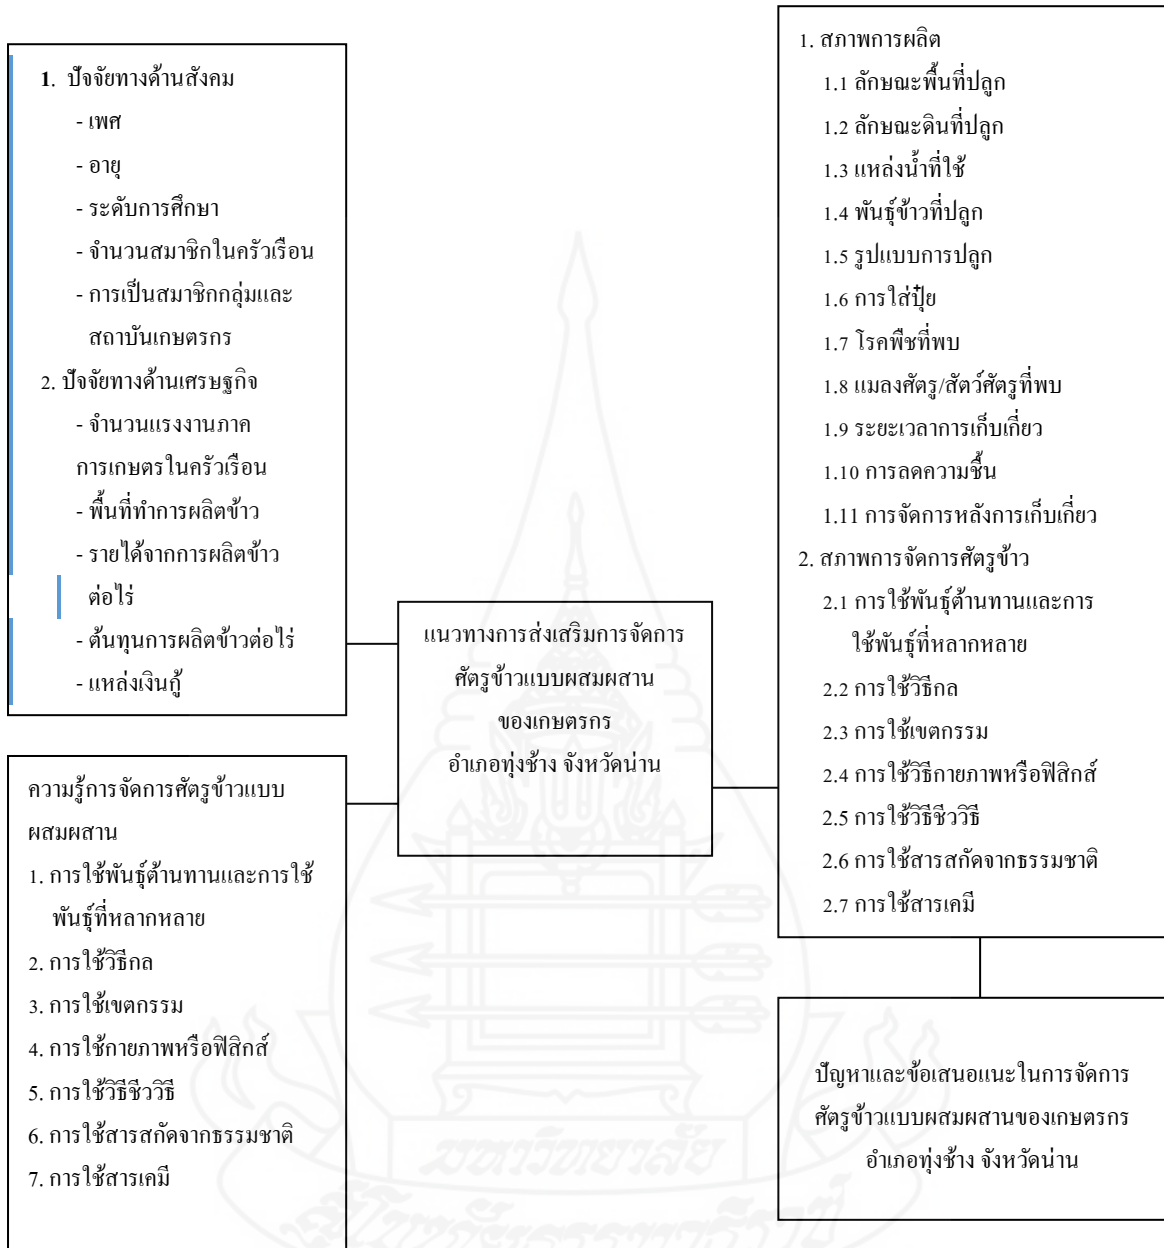 1. ปัจจัยทางด้านสังคม
- เพศ
- อายุ
- ระดับการศึกษา
- จำนวนสมาชิกในครัวเรือน
- การเป็นสมาชิกกลุ่มและ
สถาบันเกษตรกร
2. ปัจจัยทางด้านเศรษฐกิจ
- จำนวนแรงงานภาค
การเกษตรในครัวเรือน
- พื้นที่ทำการผลิตข้าว
- รายได้จากการผลิตข้าว
ต่อไร่
- ต้นทุนการผลิตข้าวต่อไร่
- แหล่งเงินกู้
ความรู้การจัดการศัตรูข้าวแบบ
ผสมผสาน
1. การใช้พันธุ์ต้านทานและการใช้
พันธุ์ที่หลากหลาย
2. การใช้วิธีกล
3. การใช้เขตกรรม
4. การใช้กายภาพหรือฟิสิกส์
5. การใช้วิธีชีววิธี
6. การใช้สารสกัดจากธรรมชาติ
7. การใช้สารเคมี
แนวทางการส่งเสริมการจัดการ
ศัตรูข้าวแบบผสมผสาน
ของเกษตรกร
อำเภอทุ่งช้าง จังหวัดน่าน
1. สภาพการผลิต
1.1 ลักษณะพื้นที่ปลูก
1.2 ลักษณะดินที่ปลูก
1.3 แหล่งน้ำที่ใช้
1.4 พันธุ์ข้าวที่ปลูก
1.5 รูปแบบการปลูก
1.6 การใส่ปุ๋ย
1.7 โรคพืชที่พบ
1.8 แมลงศัตรู/สัตว์ศัตรูที่พบ
1.9 ระยะเวลาการเก็บเกี่ยว
1.10 การลดความชื้น
1.11 การจัดการหลังการเก็บเกี่ยว
2. สภาพการจัดการศัตรูข้าว
2.1 การใช้พันธุ์ต้านทานและการ
ใช้พันธุ์ที่หลากหลาย
2.2 การใช้วิธีกล
2.3 การใช้เขตกรรม
2.4 การใช้วิธีกายภาพหรือฟิสิกส์
2.5 การใช้วิธีชีววิธี
2.6 การใช้สารสกัดจากธรรมชาติ
2.7 การใช้สารเคมี
ปัญหาและข้อเสนอแนะในการจัดการ
ศัตรูข้าวแบบผสมผสานของเกษตรกร
อำเภอทุ่งช้าง จังหวัดน่าน
มหาวิทยาลัย
สุโขทัยธรรมาธิราช